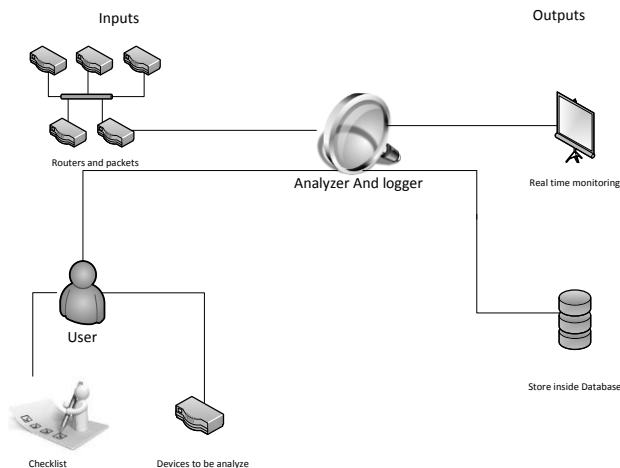 Inputs
Outputs
Routers and packets
Analyzer And logger
Real time monitoring
User
Store inside Database
Checklist
Devices to be analyze